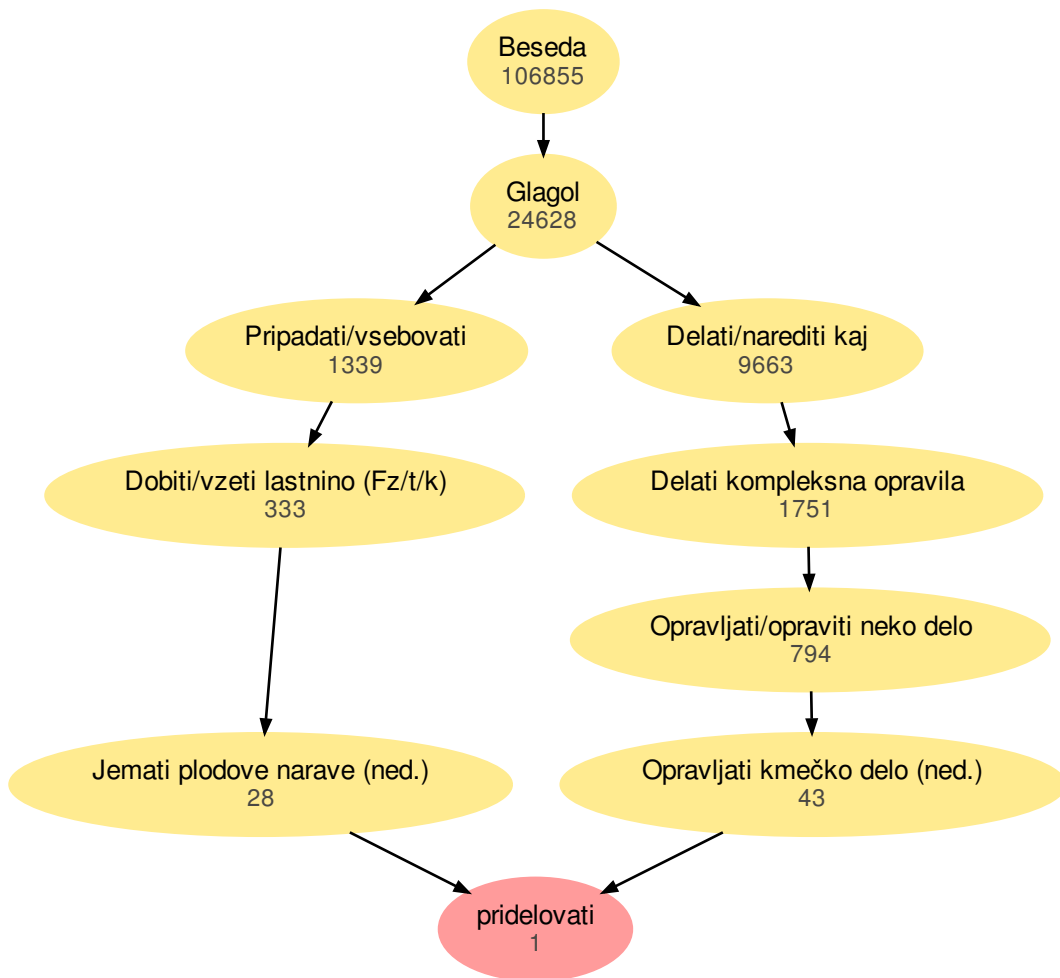 Beseda
106855
Glagol
24628
Pripadati/vsebovati
1339
Delati/narediti kaj
9663
Dobiti/vzeti lastnino (Fz/t/k)
333
Delati kompleksna opravila
1751
Opravljati/opraviti neko delo
794
Jemati plodove narave (ned.)
28
Opravljati kmečko delo (ned.)
43
pridelovati
1